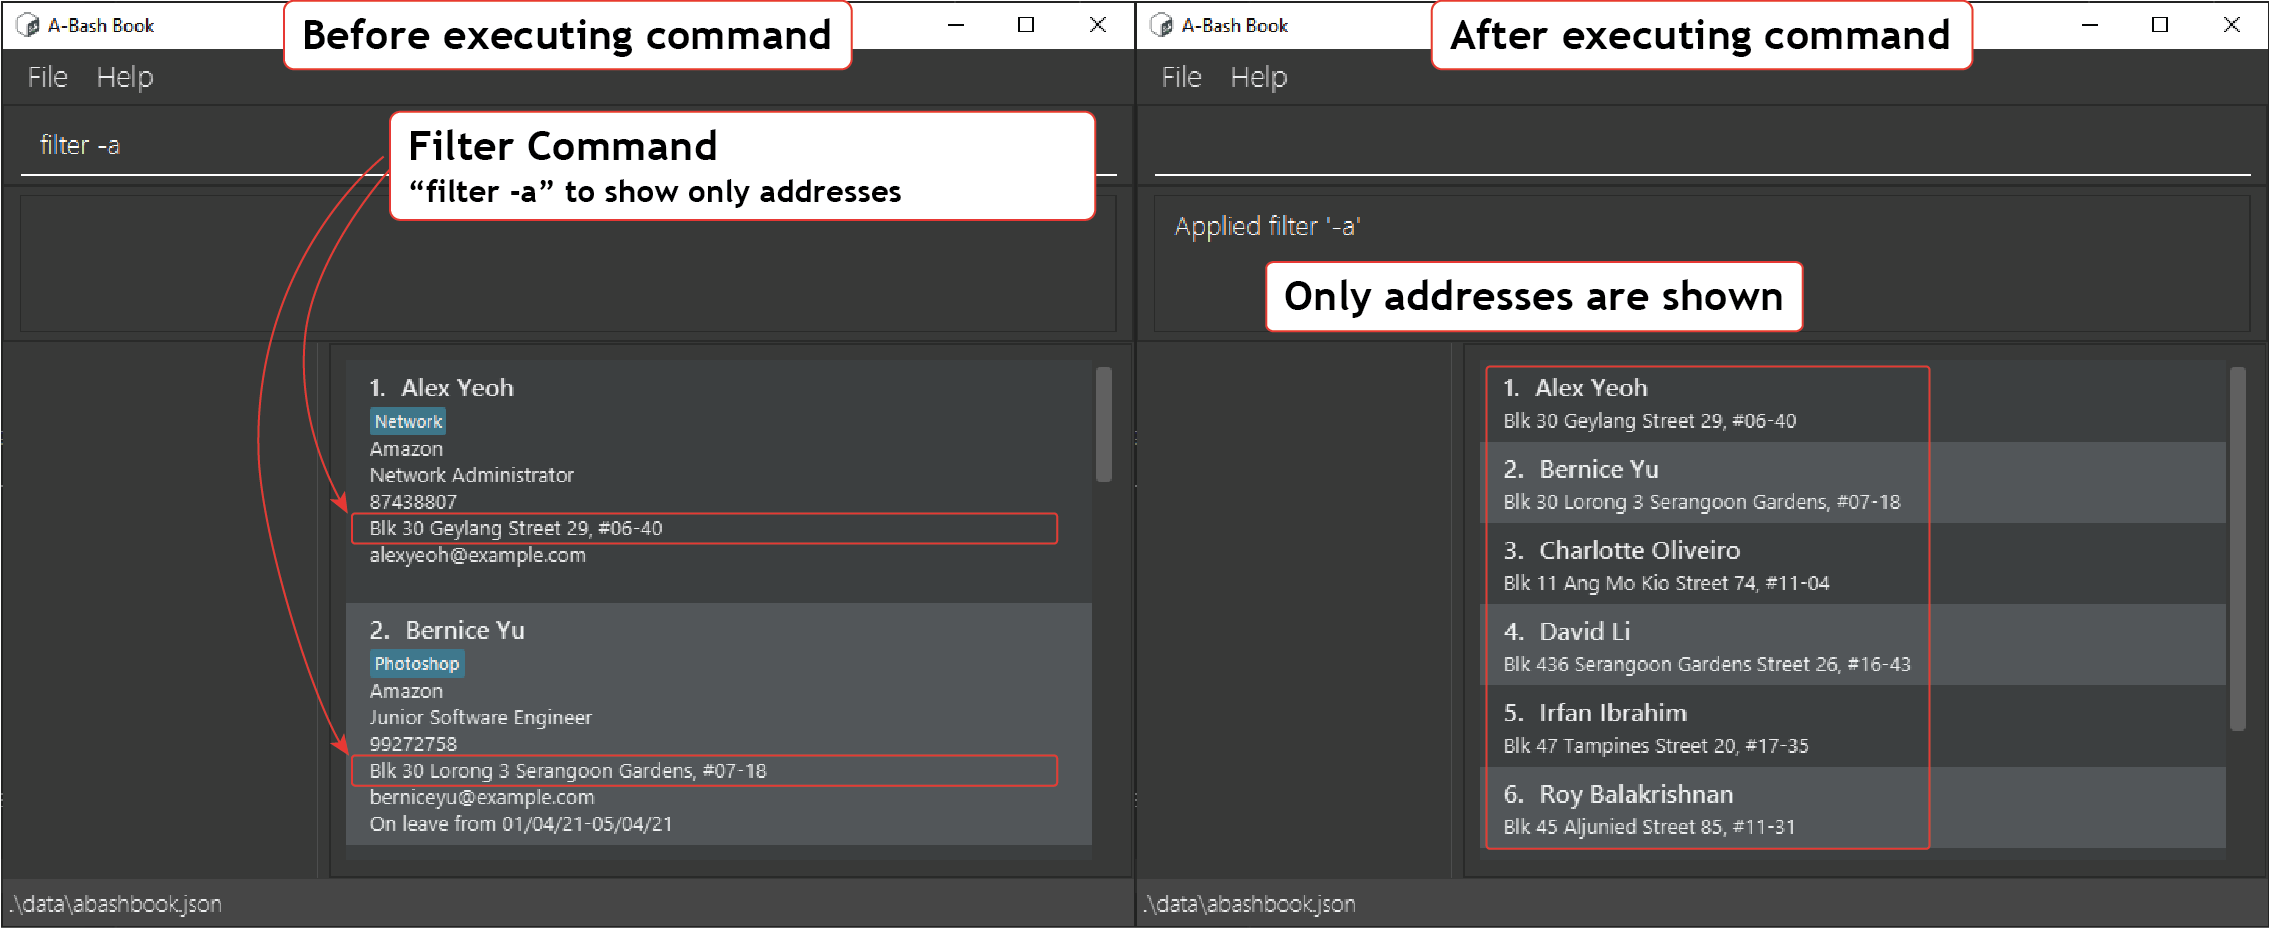 A-Bash Book
Before executing command
File Help
filter -a
Filter Command
“filter -a” to show only addresses
1. Alex Yeoh
Network
Amazon
Network Administrator
87438807
Blk 30 Geylang Street 29, #06-40
alexyeoh@example.com
2. Bernice Yu
Photoshop
Amazon
Junior Software Engineer
99272758
Blk 30 Lorong 3 Serangoon Gardens, #07-18
berniceyu@example.com
On leave from 01/04/21-05/04/21
.\data\abashbook.json
A-Bash Book
After executing command
File Help
Applied filter '-a'
Only addresses are shown
1. Alex Yeoh
Blk 30 Geylang Street 29, #06-40
2. Bernice Yu
Blk 30 Lorong 3 Serangoon Gardens, #07-18
3. Charlotte Oliveiro
Blk 11 Ang Mo Kio Street 74, #11-04
4. David Li
Blk 436 Serangoon Gardens Street 26, #16-43
5. Irfan Ibrahim
Blk 47 Tampines Street 20, #17-35
6. Roy Balakrishnan
Blk 45 Aljunied Street 85, #11-31
.\data\abashbook.json